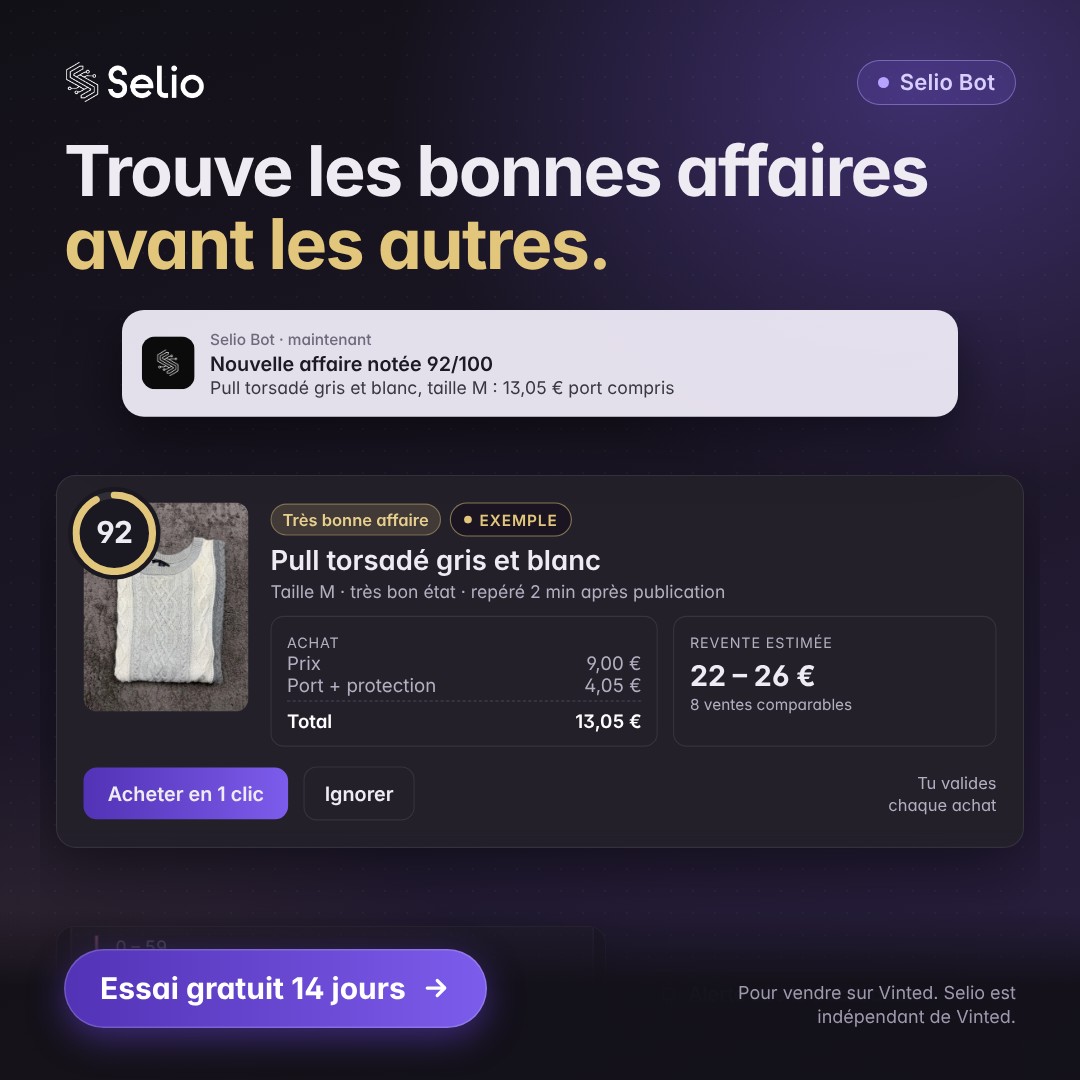 Selio
Selio Bot
Trouve les bonnes affaires
avant les autres.
Selio Bot · maintenant
Nouvelle affaire notée 92/100
Pull torsadé gris et blanc, taille M : 13,05 € port compris
92
Très bonne affaire
EXEMPLE
Pull torsadé gris et blanc
Taille M · très bon état · repéré 2 min après publication
ACHAT
Prix 9,00 €
Port + protection 4,05 €
Total 13,05 €
REVENTE ESTIMÉE
22 – 26 €
8 ventes comparables
Acheter en 1 clic
Ignorer
Tu valides
chaque achat
0 – 59
Essai gratuit 14 jours →
Pour vendre sur Vinted. Selio est
indépendant de Vinted.